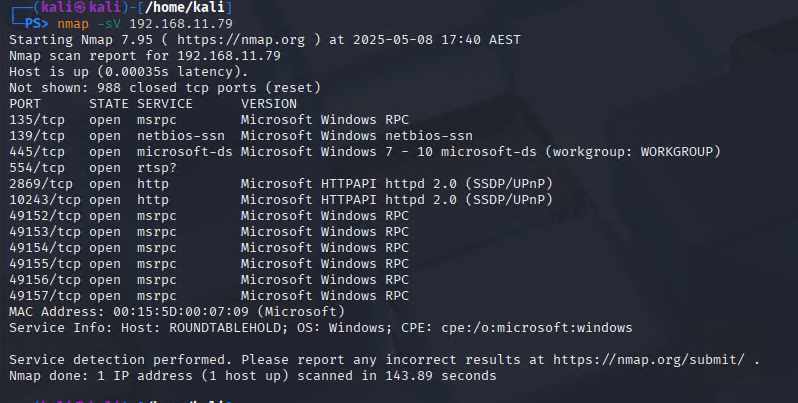 ┌──(kali㉿kali)-[/home/kali]
└─PS> nmap -sV 192.168.11.79
Starting Nmap 7.95 ( https://nmap.org ) at 2025-05-08 17:40 AEST
Nmap scan report for 192.168.11.79
Host is up (0.00035s latency).
Not shown: 988 closed tcp ports (reset)
PORT      STATE SERVICE      VERSION
135/tcp   open  msrpc        Microsoft Windows RPC
139/tcp   open  netbios-ssn  Microsoft Windows netbios-ssn
445/tcp   open  microsoft-ds Microsoft Windows 7 - 10 microsoft-ds (workgroup: WORKGROUP)
554/tcp   open  rtsp?
2869/tcp  open  http         Microsoft HTTPAPI httpd 2.0 (SSDP/UPnP)
10243/tcp open  http         Microsoft HTTPAPI httpd 2.0 (SSDP/UPnP)
49152/tcp open  msrpc        Microsoft Windows RPC
49153/tcp open  msrpc        Microsoft Windows RPC
49154/tcp open  msrpc        Microsoft Windows RPC
49155/tcp open  msrpc        Microsoft Windows RPC
49156/tcp open  msrpc        Microsoft Windows RPC
49157/tcp open  msrpc        Microsoft Windows RPC
MAC Address: 00:15:5D:00:07:09 (Microsoft)
Service Info: Host: ROUNDTABLEHOLD; OS: Windows; CPE: cpe:/o:microsoft:windows

Service detection performed. Please report any incorrect results at https://nmap.org/submit/ .
Nmap done: 1 IP address (1 host up) scanned in 143.89 seconds